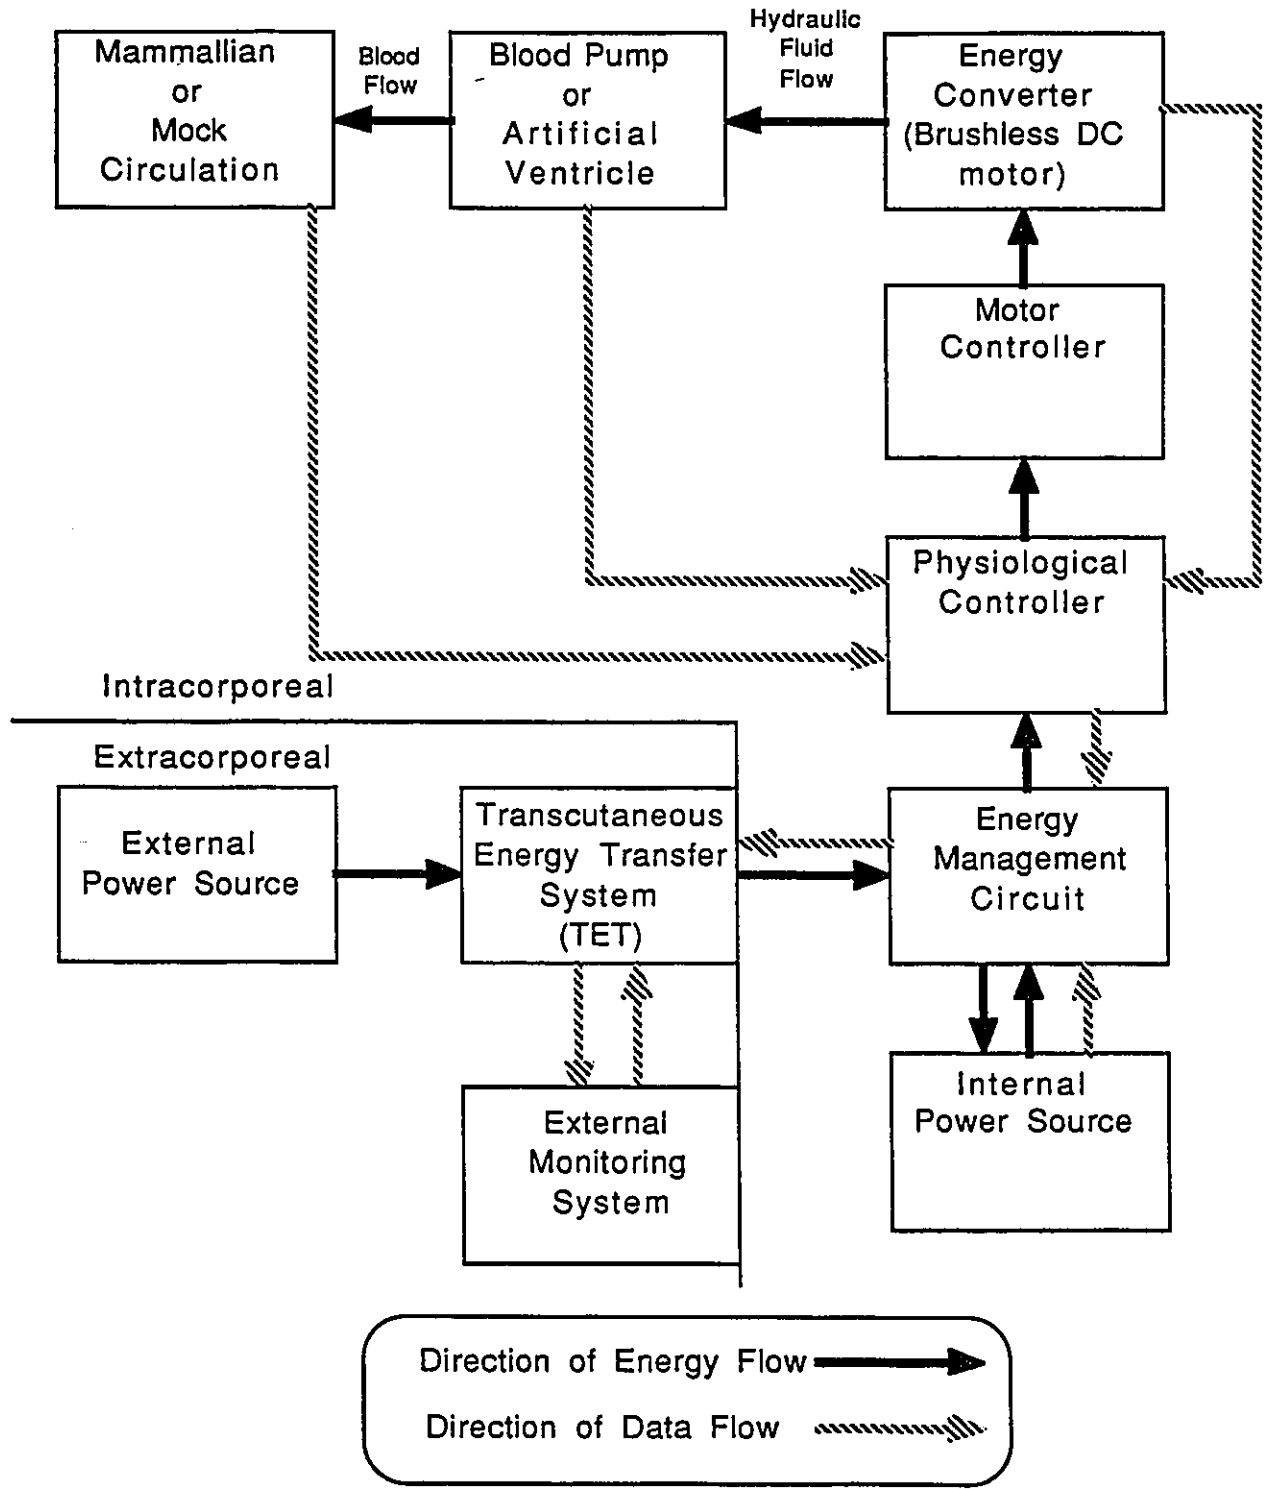 Mammallian
or
Mock
Circulation
Blood
Flow
Blood Pump
or
Artificial
Ventricle
Hydraulic
Fluid
Flow
Energy
Converter
(Brushless DC
motor)
Motor
Controller
Physiological
Controller
Intracorporeal
Extracorporeal
External
Power Source
Transcutaneous
Energy Transfer
System
(TET)
Energy
Management
Circuit
External
Monitoring
System
Internal
Power Source
Direction of Energy Flow
Direction of Data Flow